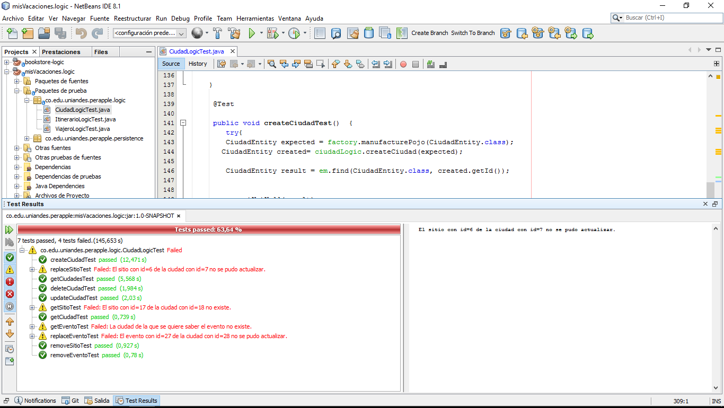 misVacaciones.logic - NetBeans IDE 8.1
Archivo Editar Ver Navegar Fuente Reestructurar Run Debug Profile Team Herramientas Ventana Ayuda
Buscar (Ctrl+I)
<configuración prede...
Create Branch Switch To Branch
Projects × Prestaciones Files
CiudadLogicTest.java ×
Source History
bookstore-logic
misVacaciones.logic
Paquetes de fuentes
Paquetes de prueba
co.edu.uniandes.perapple.logic
CiudadLogicTest.java
ItinerarioLogicTest.java
ViajeroLogicTest.java
co.edu.uniandes.perapple.persistence
Otras fuentes
Otras pruebas de fuentes
Dependencias
Dependencias de pruebas
Java Dependencies
Archivos de Proyecto
136
137 }
138
139 @Test
140
141 public void createCiudadTest() {
142 try{
143 CiudadEntity expected = factory.manufacturePojo(CiudadEntity.class);
144 CiudadEntity created= ciudadLogic.createCiudad(expected);
145
146 CiudadEntity result = em.find(CiudadEntity.class, created.getId());
147
148
Test Results
co.edu.uniandes.perapple:misVacaciones.logic:jar:1.0-SNAPSHOT ×
Tests passed: 63,64 %
7 tests passed, 4 tests failed.(145,653 s)
co.edu.uniandes.perapple.logic.CiudadLogicTest Failed
createCiudadTest passed (12,471 s)
replaceSitioTest Failed: El sitio con id=6 de la ciudad con id=7 no se pudo actualizar.
getCiudadesTest passed (5,568 s)
deleteCiudadTest passed (1,984 s)
updateCiudadTest passed (2,03 s)
getSitioTest Failed: El sitio con id=17 de la ciudad con id=18 no existe.
getCiudadTest passed (0,739 s)
getEventoTest Failed: La ciudad de la que se quiere saber el evento no existe.
replaceEventoTest Failed: El evento con id=27 de la ciudad con id=28 no se pudo actualizar.
removeSitioTest passed (0,927 s)
removeEventoTest passed (0,78 s)
El sitio con id=6 de la ciudad con id=7 no se pudo actualizar.
Notifications Git Salida Test Results
309:1 INS